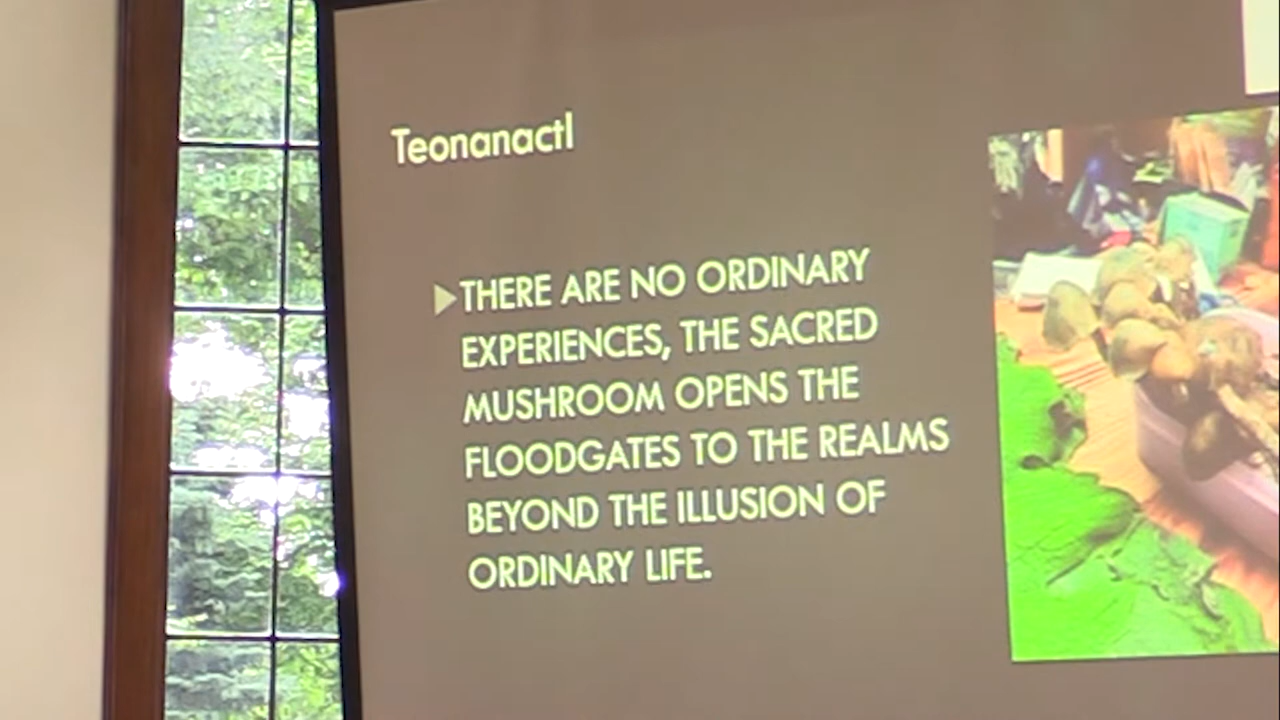 Teonanactl
THERE ARE NO ORDINARY
EXPERIENCES, THE SACRED
MUSHROOM OPENS THE
FLOODGATES TO THE REALMS
BEYOND THE ILLUSION OF
ORDINARY LIFE.